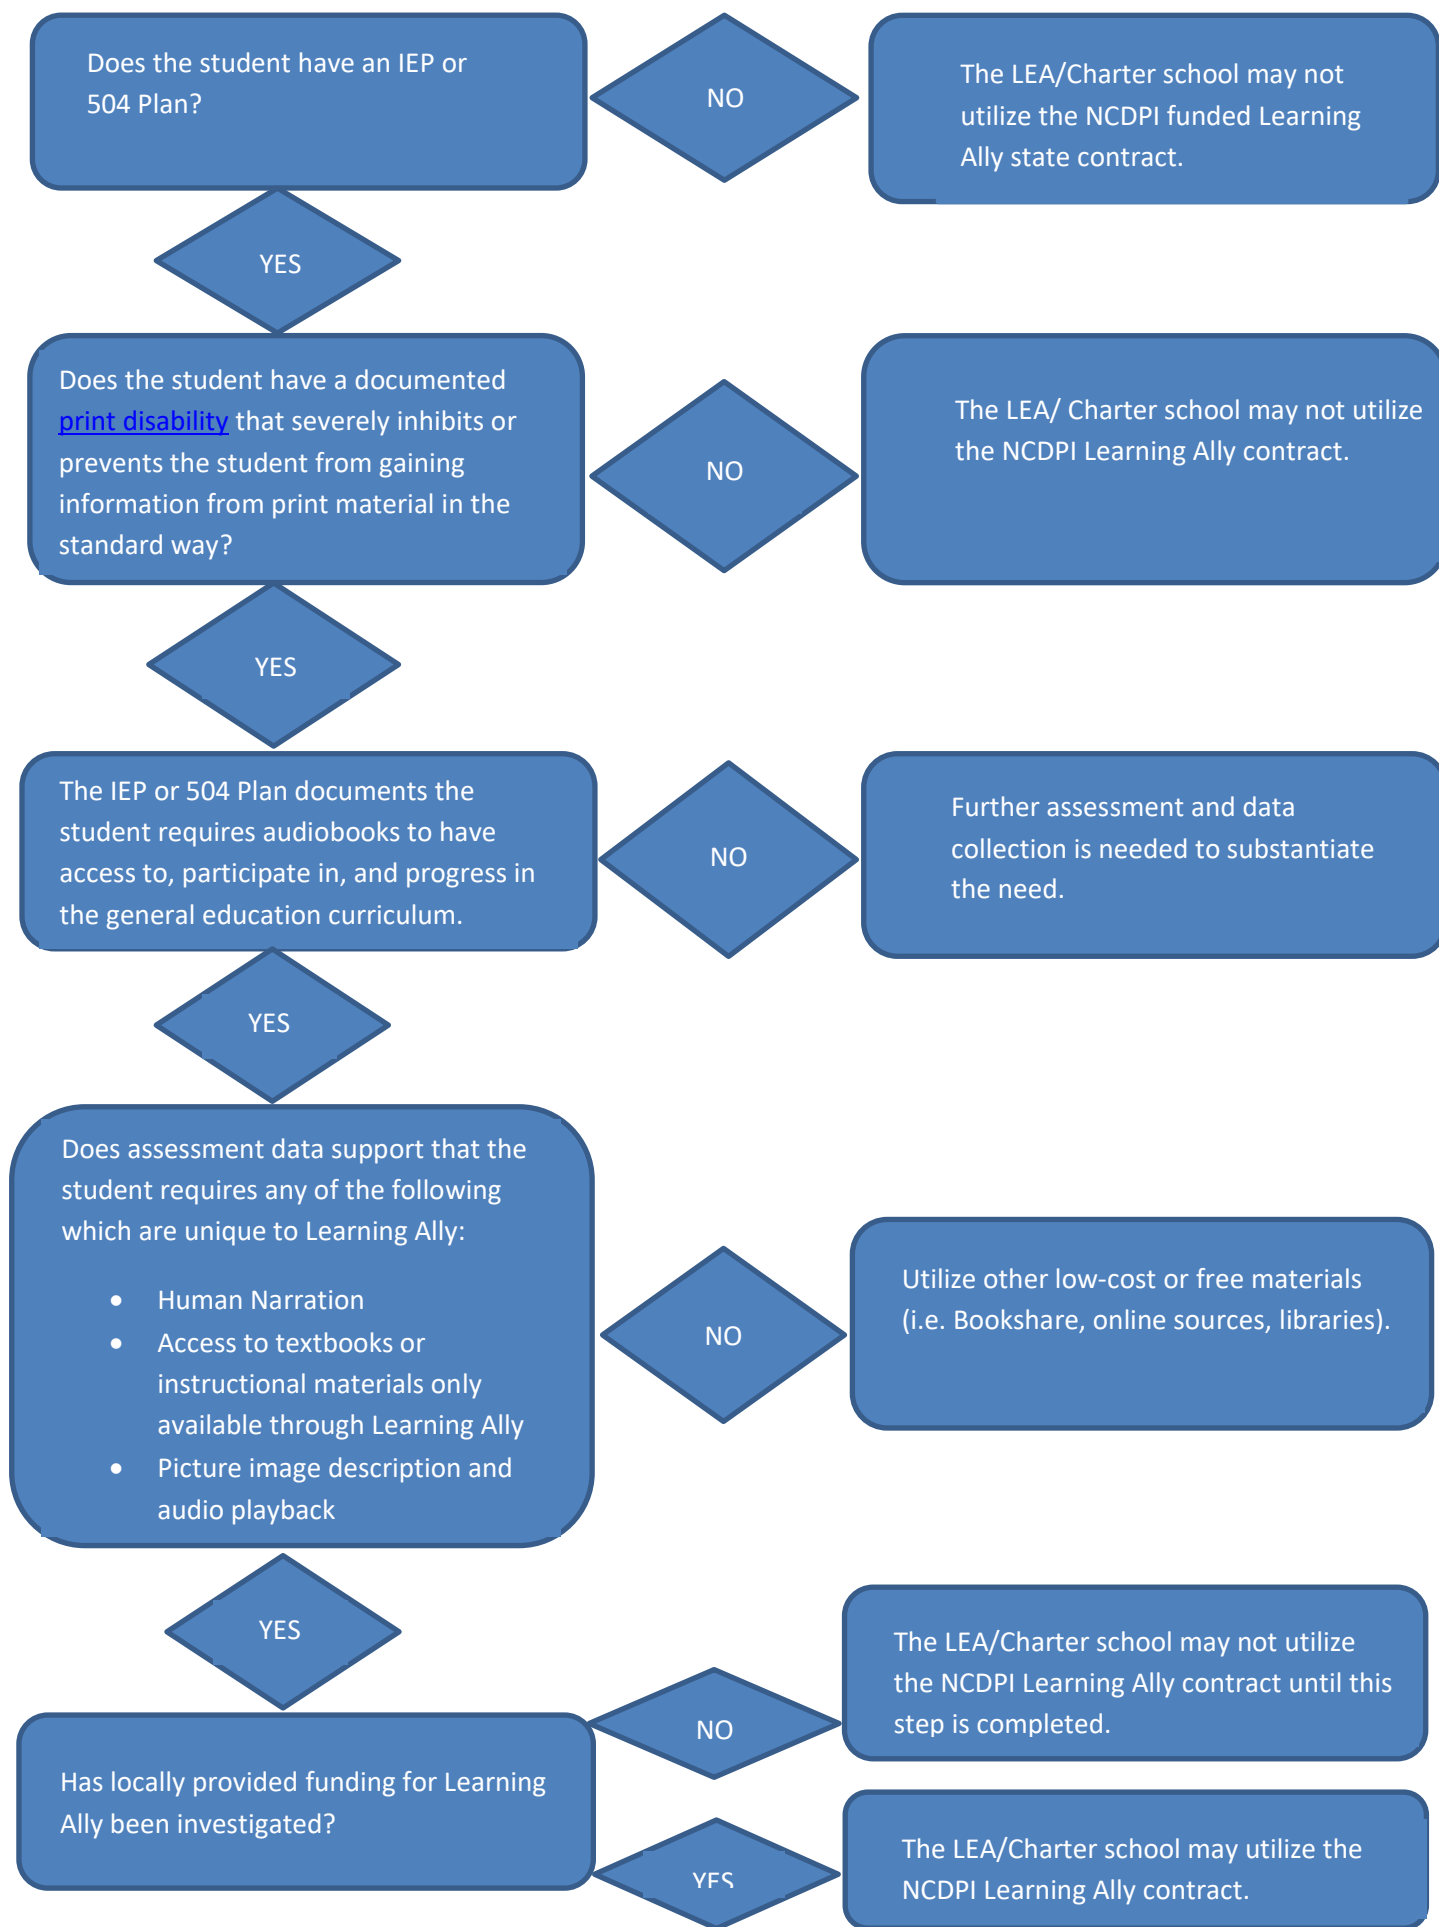 Does the student have an IEP or
504 Plan?
NO
The LEA/Charter school may not
utilize the NCDPI funded Learning
Ally state contract.
YES
Does the student have a documented
print disability that severely inhibits or
prevents the student from gaining
information from print material in the
standard way?
NO
The LEA/ Charter school may not utilize
the NCDPI Learning Ally contract.
YES
The IEP or 504 Plan documents the
student requires audiobooks to have
access to, participate in, and progress in
the general education curriculum.
NO
Further assessment and data
collection is needed to substantiate
the need.
YES
Does assessment data support that the
student requires any of the following
which are unique to Learning Ally:
• Human Narration
• Access to textbooks or
instructional materials only
available through Learning Ally
• Picture image description and
audio playback
NO
Utilize other low-cost or free materials
(i.e. Bookshare, online sources, libraries).
YES
Has locally provided funding for Learning
Ally been investigated?
NO
The LEA/Charter school may not utilize
the NCDPI Learning Ally contract until this
step is completed.
YES
The LEA/Charter school may utilize the
NCDPI Learning Ally contract.